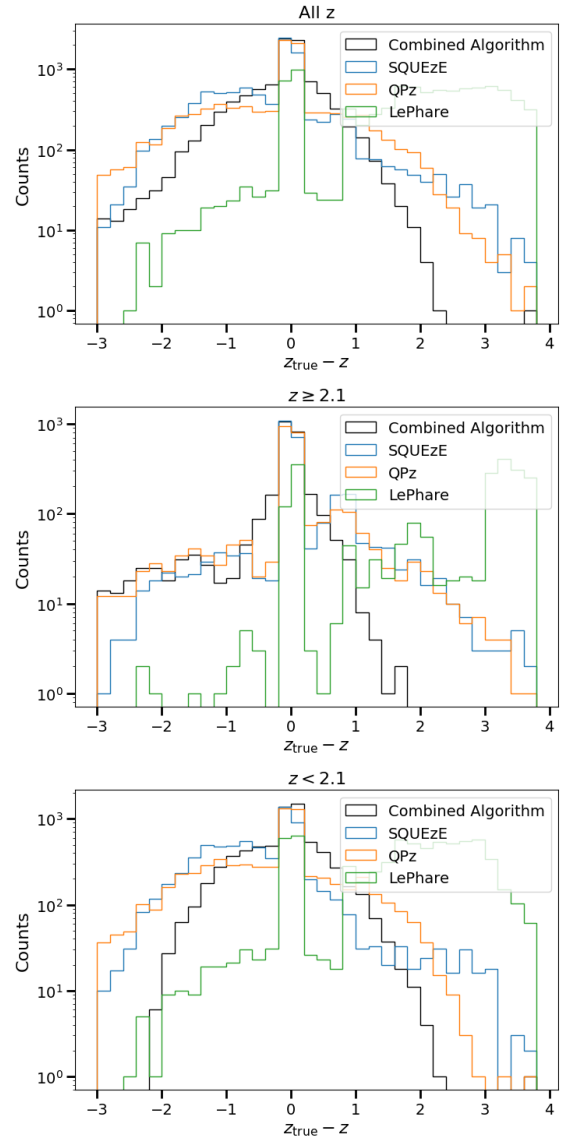 All z
Combined Algorithm
SQUEzE
QPz
LePhare
Counts
10³
10²
10¹
10⁰
−3 −2 −1 0 1 2 3 4
z_true − z
z ≥ 2.1
Combined Algorithm
SQUEzE
QPz
LePhare
Counts
10³
10²
10¹
10⁰
−3 −2 −1 0 1 2 3 4
z_true − z
z < 2.1
Combined Algorithm
SQUEzE
QPz
LePhare
Counts
10³
10²
10¹
10⁰
−3 −2 −1 0 1 2 3 4
z_true − z